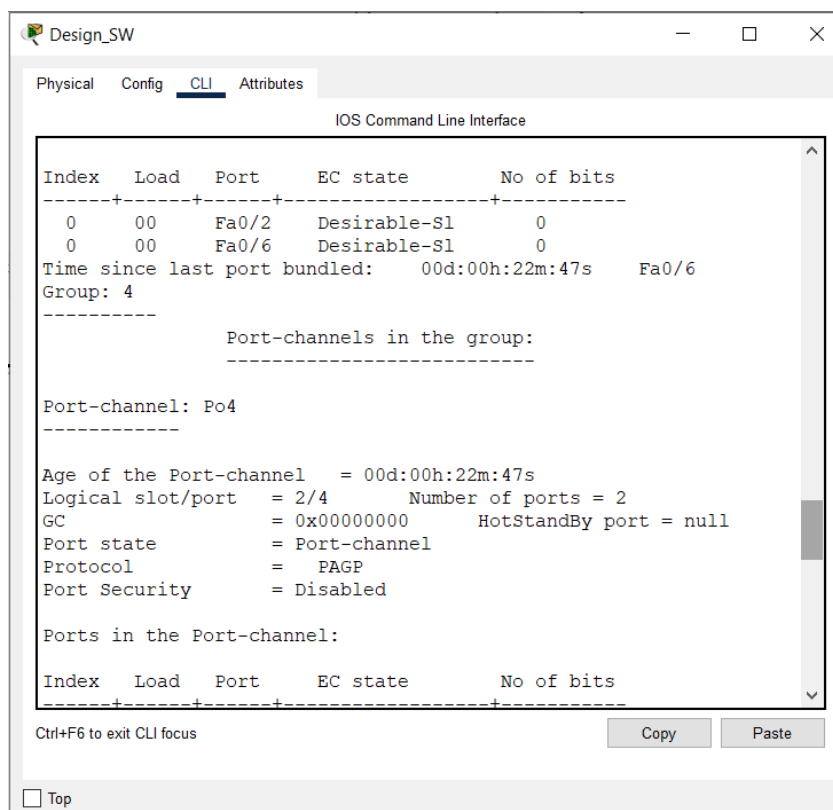 Design_SW
Physical Config CLI Attributes
IOS Command Line Interface
Index Load Port EC state No of bits
------+------+------+------------------+-----------
0 00 Fa0/2 Desirable-Sl 0
0 00 Fa0/6 Desirable-Sl 0
Time since last port bundled: 00d:00h:22m:47s Fa0/6
Group: 4
----------
Port-channels in the group:
---------------------------
Port-channel: Po4
------------
Age of the Port-channel = 00d:00h:22m:47s
Logical slot/port = 2/4 Number of ports = 2
GC = 0x00000000 HotStandBy port = null
Port state = Port-channel
Protocol = PAGP
Port Security = Disabled
Ports in the Port-channel:
Index Load Port EC state No of bits
------+------+------+------------------+-----------
Ctrl+F6 to exit CLI focus
Copy Paste
Top